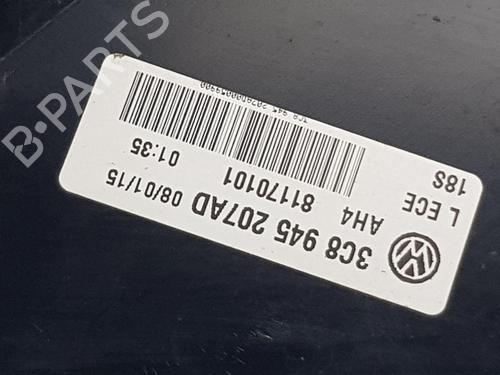 3C8 945 207AD 08/01/15
AH4 81170101 01:35
L ECE
18S
B-PARTS